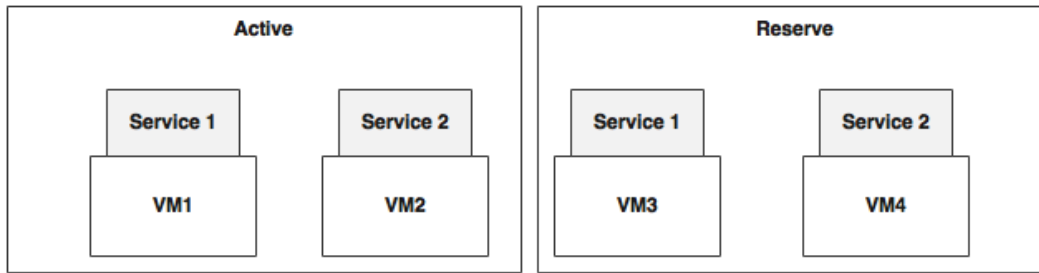 Active
Reserve
Service 1
Service 2
Service 1
Service 2
VM1
VM2
VM3
VM4